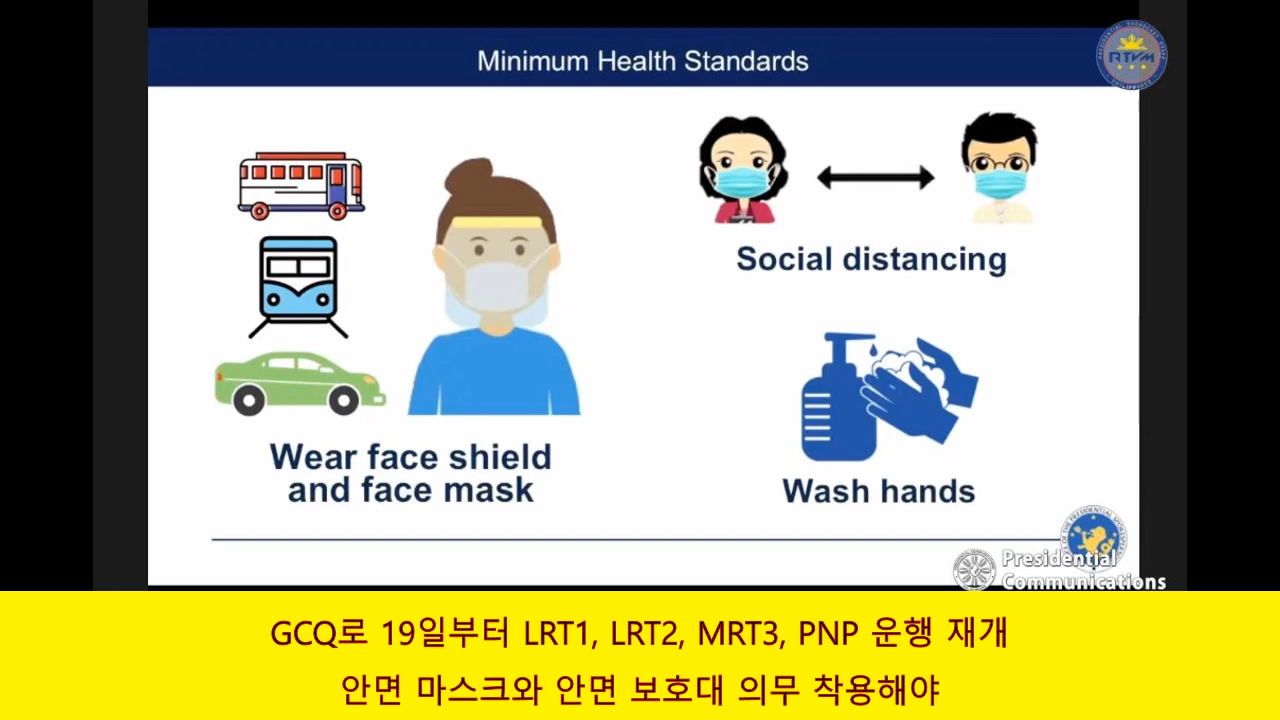 Minimum Health Standards
RTVM
Social distancing
Wear face shield
and face mask
Wash hands
Presidential
Communications
GCQ로 19일부터 LRT1, LRT2, MRT3, PNP 운행 재개
안면 마스크와 안면 보호대 의무 착용해야